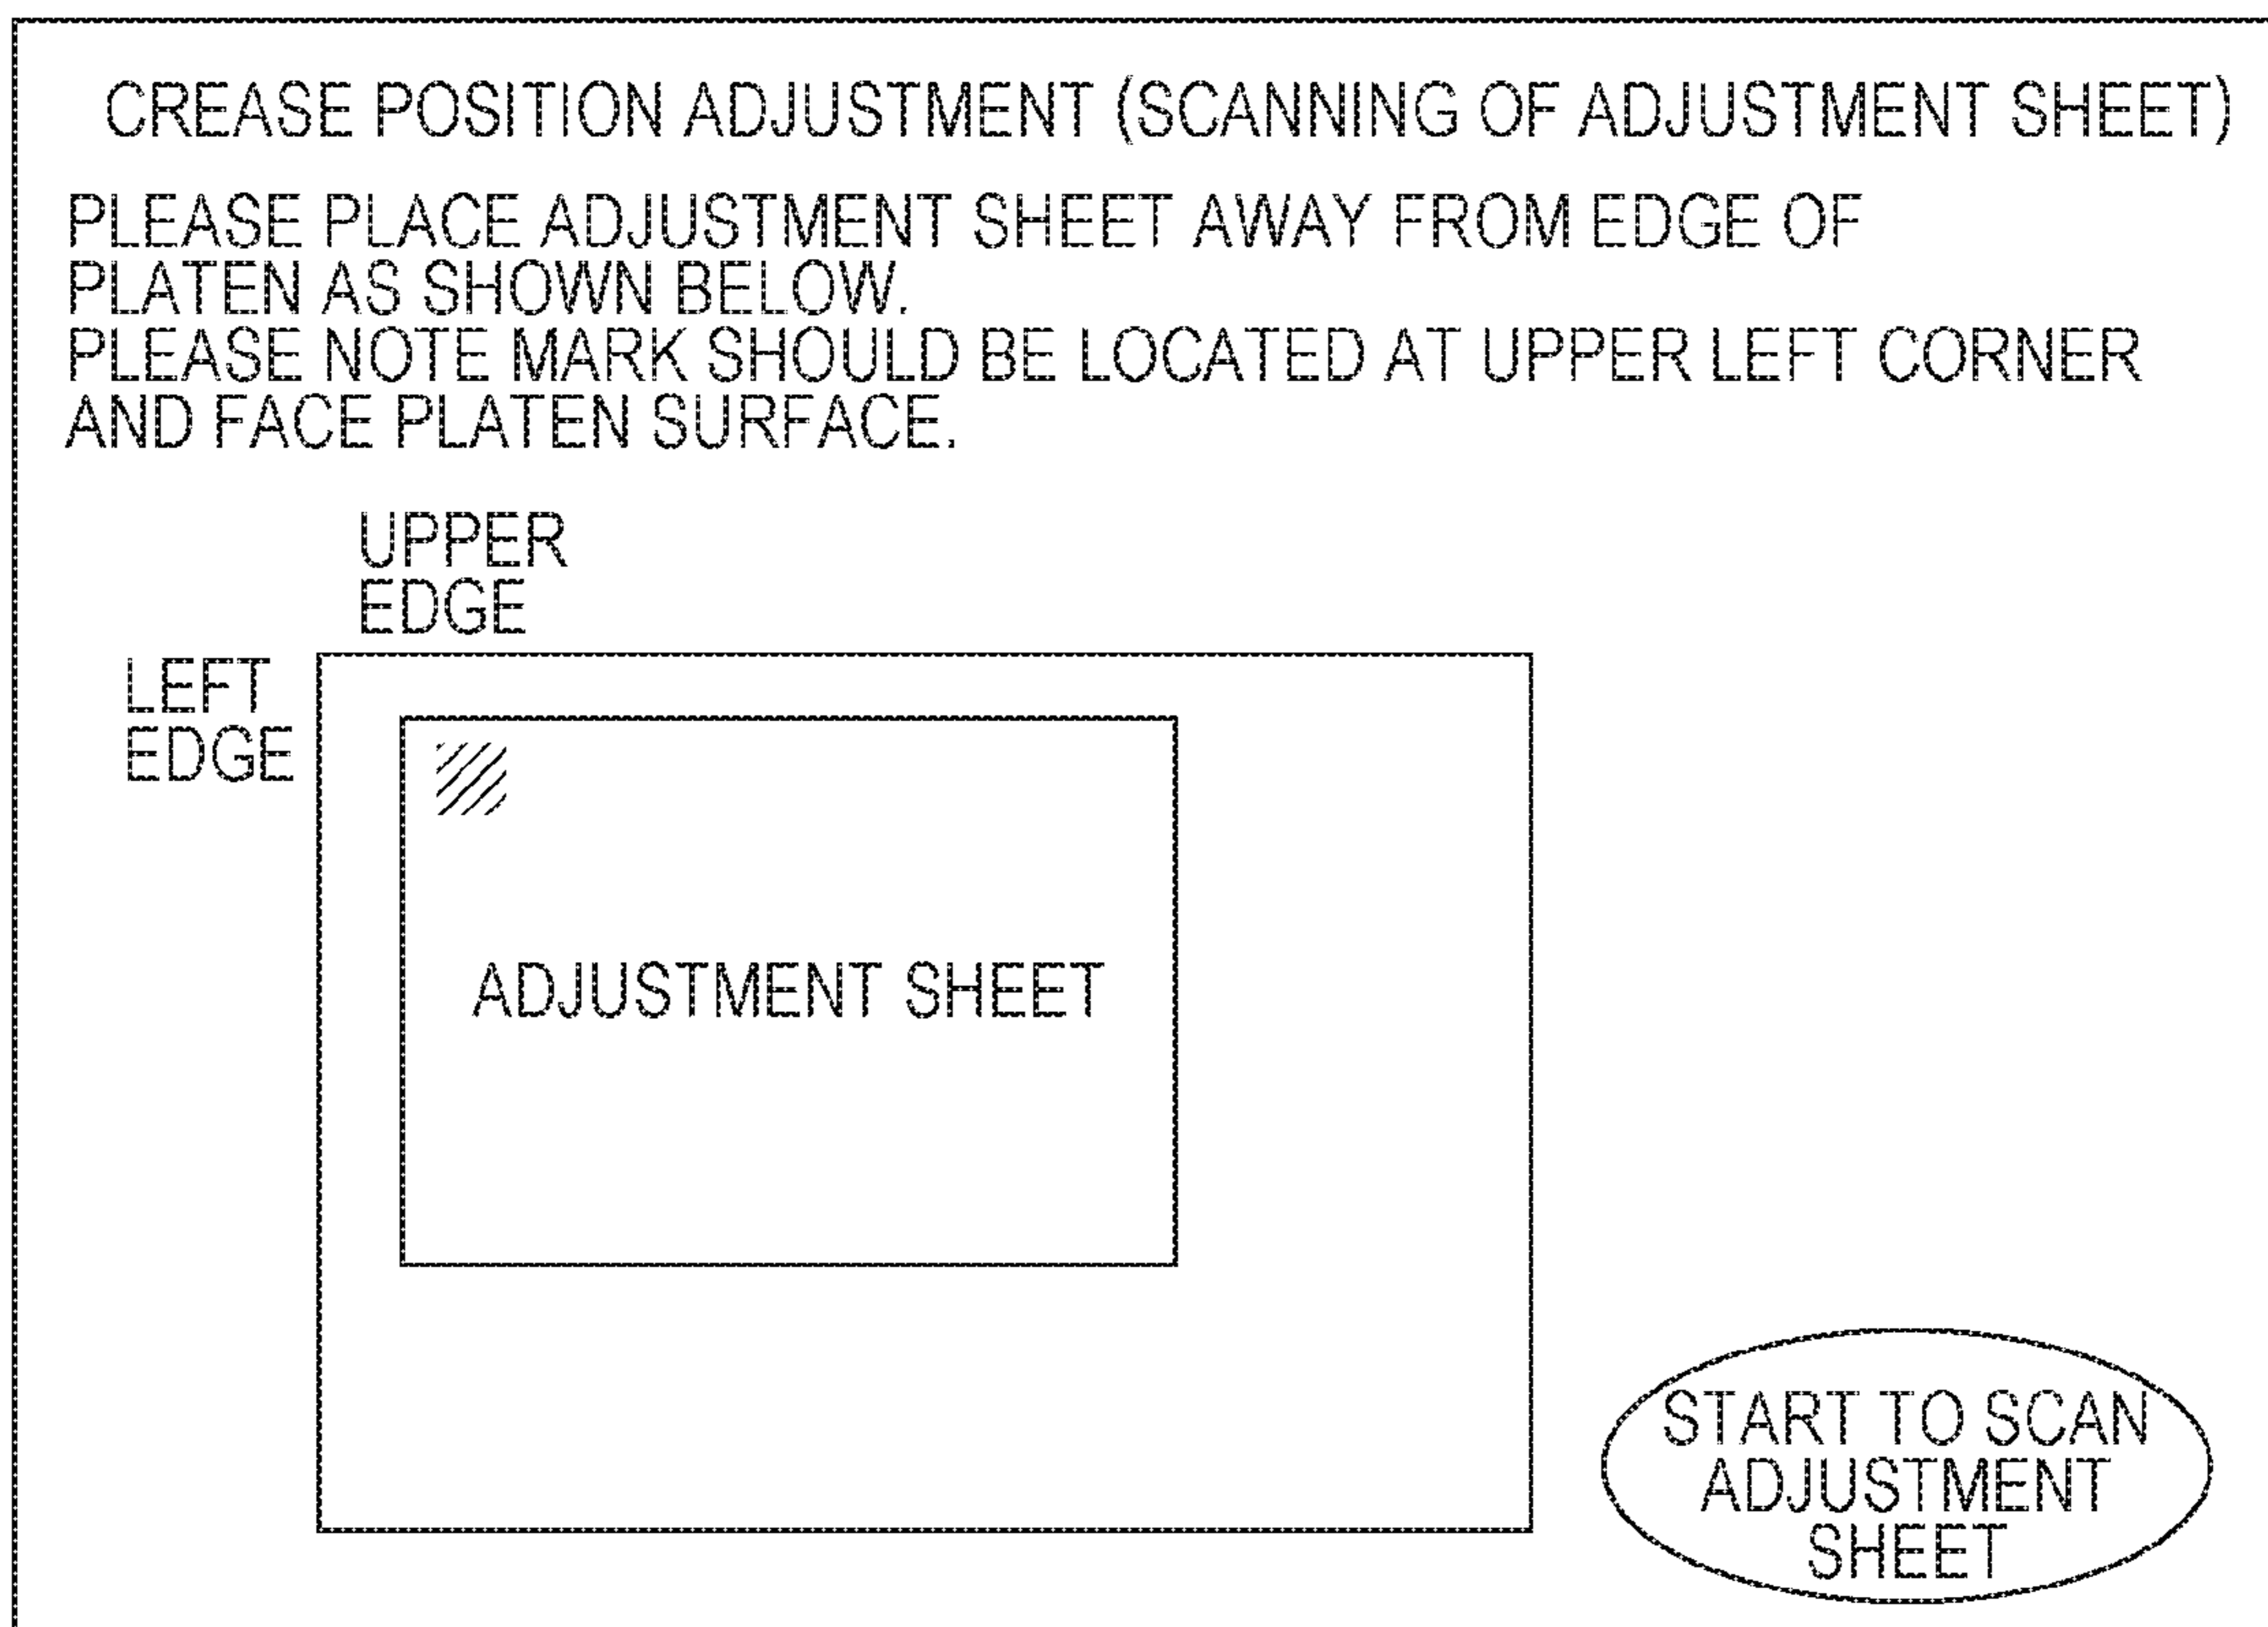 CREASE POSITION ADJUSTMENT (SCANNING OF ADJUSTMENT SHEET)
PLEASE PLACE ADJUSTMENT SHEET AWAY FROM EDGE OF
PLATEN AS SHOWN BELOW.
PLEASE NOTE MARK SHOULD BE LOCATED AT UPPER LEFT CORNER
AND FACE PLATEN SURFACE.
UPPER
EDGE
LEFT
EDGE
ADJUSTMENT SHEET
START TO SCAN
ADJUSTMENT
SHEET